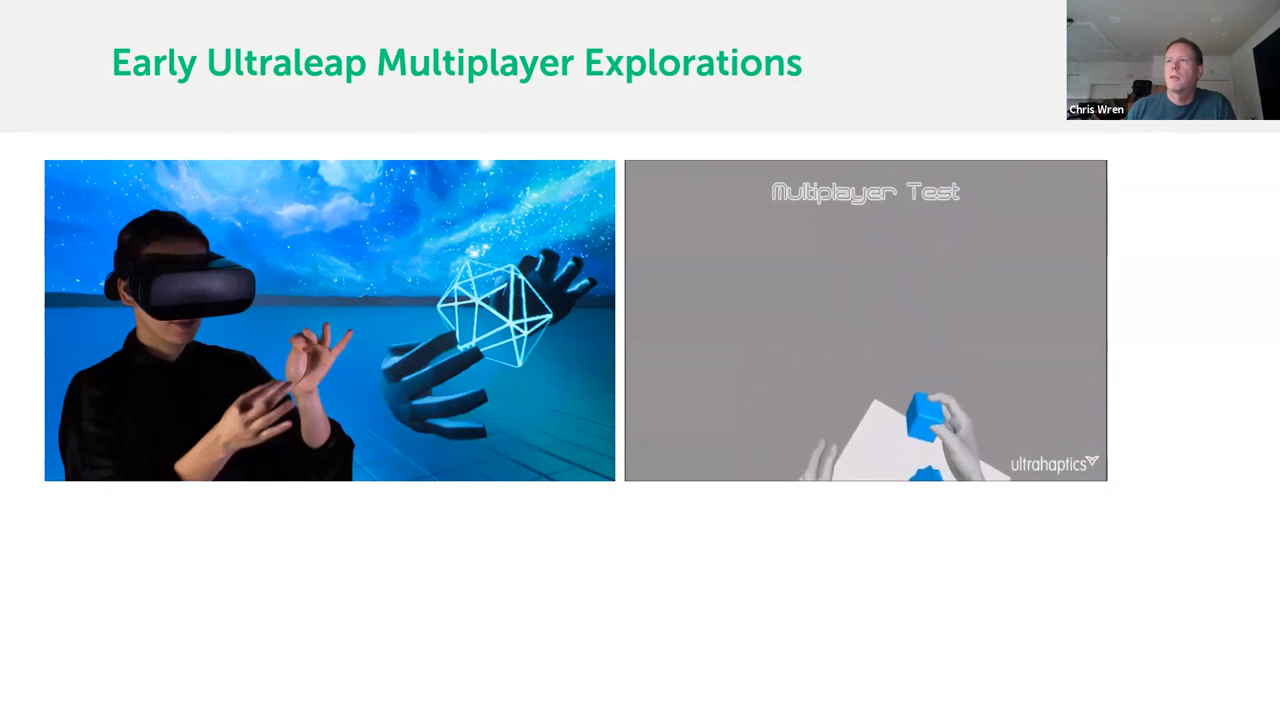 Early Ultraleap Multiplayer Explorations
Chris Wren
Multiplayer Test
ultrahaptics